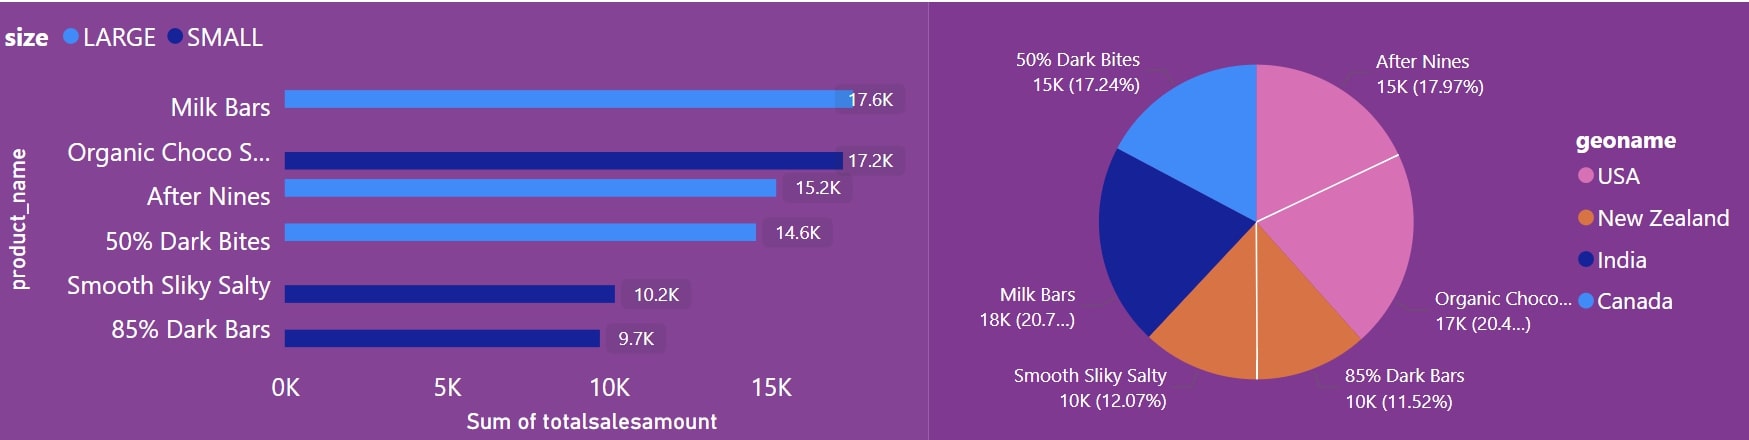 size LARGE SMALL
product_name
Milk Bars 17.6K
Organic Choco S... 17.2K
After Nines 15.2K
50% Dark Bites 14.6K
Smooth Sliky Salty 10.2K
85% Dark Bars 9.7K
0K 5K 10K 15K
Sum of totalsalesamount
50% Dark Bites
15K (17.24%)
After Nines
15K (17.97%)
Milk Bars
18K (20.7...)
Organic Choco...
17K (20.4...)
Smooth Sliky Salty
10K (12.07%)
85% Dark Bars
10K (11.52%)
geoname
USA
New Zealand
India
Canada